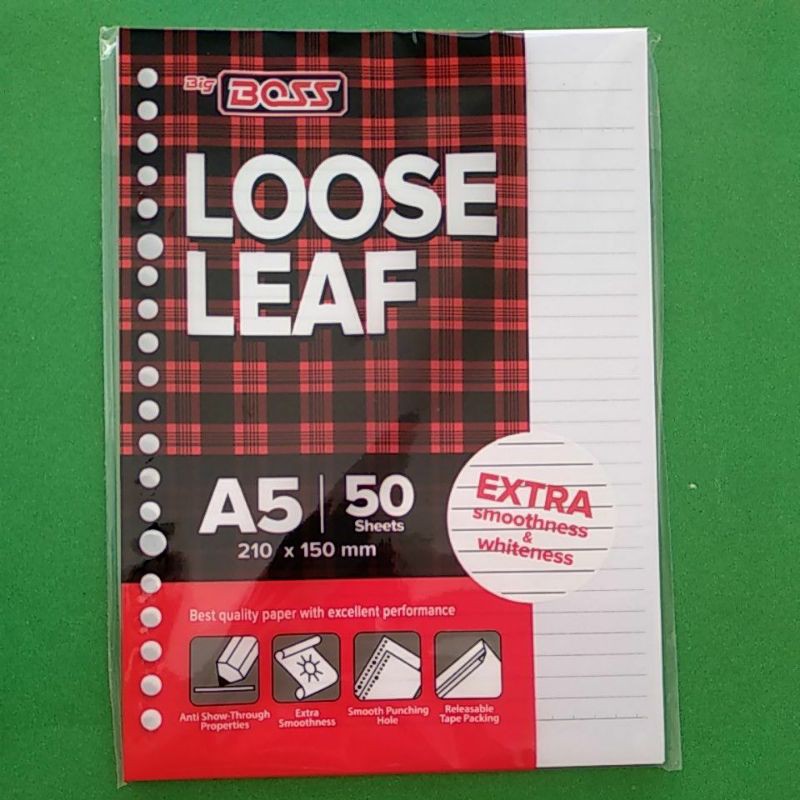 Big BOSS
LOOSE
LEAF
A5 | 50
Sheets
210 x 150 mm
EXTRA
smoothness
&
whiteness
Best quality paper with excellent performance
Anti Show-Through
Properties
Extra
Smoothness
Smooth Punching
Hole
Releasable
Tape Packing